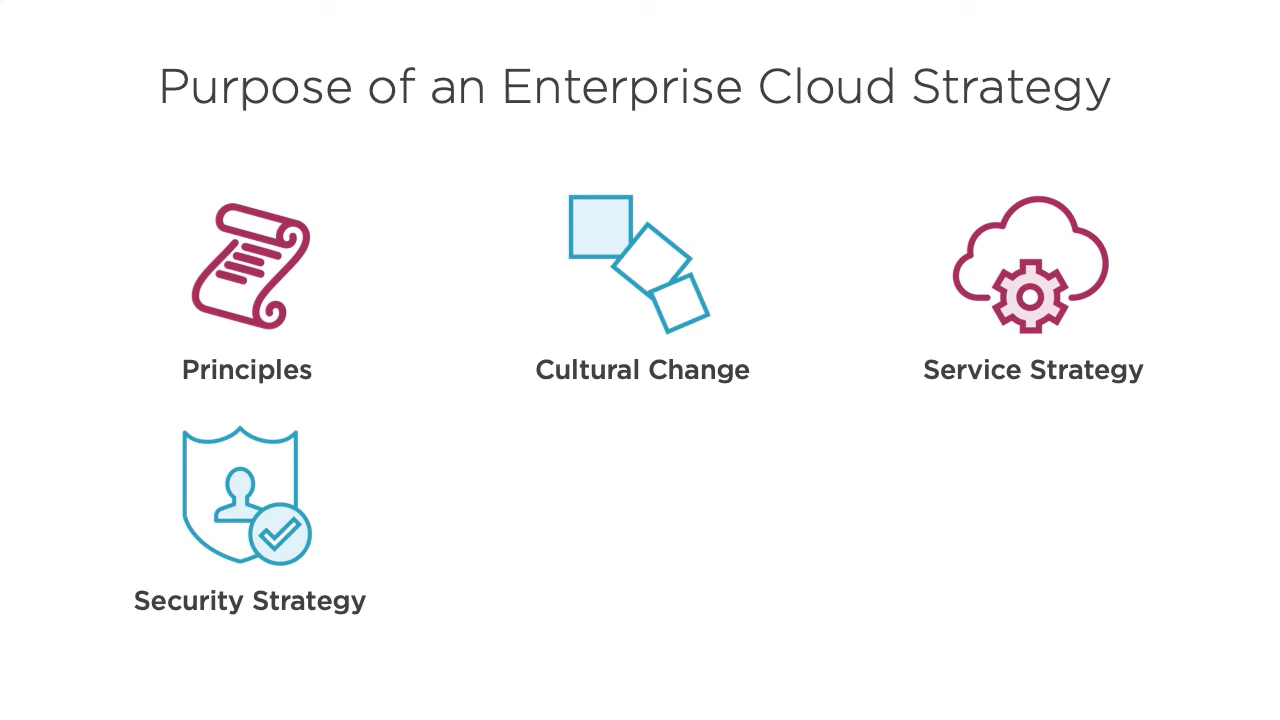 Purpose of an Enterprise Cloud Strategy
Principles
Cultural Change
Service Strategy
Security Strategy